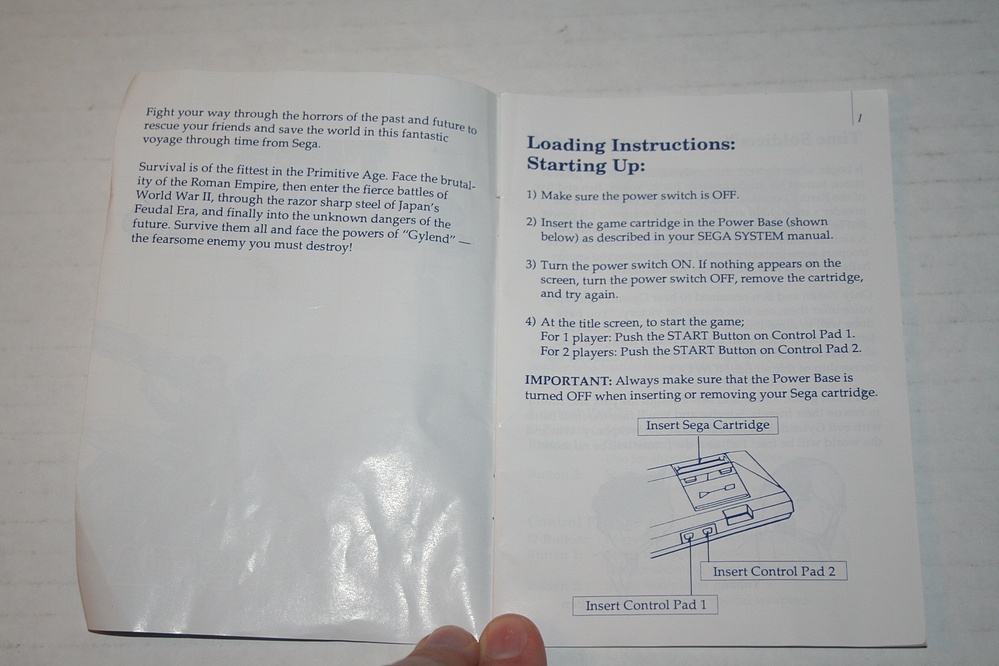 Fight your way through the horrors of the past and future to
rescue your friends and save the world in this fantastic
voyage through time from Sega.
Survival is of the fittest in the Primitive Age. Face the brutal-
ity of the Roman Empire, then enter the fierce battles of
World War II, through the razor sharp steel of Japan's
Feudal Era, and finally into the unknown dangers of the
future. Survive them all and face the powers of "Gylend" —
the fearsome enemy you must destroy!
1
Loading Instructions:
Starting Up:
1) Make sure the power switch is OFF.
2) Insert the game cartridge in the Power Base (shown
below) as described in your SEGA SYSTEM manual.
3) Turn the power switch ON. If nothing appears on the
screen, turn the power switch OFF, remove the cartridge,
and try again.
4) At the title screen, to start the game;
For 1 player: Push the START Button on Control Pad 1.
For 2 players: Push the START Button on Control Pad 2.
IMPORTANT: Always make sure that the Power Base is
turned OFF when inserting or removing your Sega cartridge.
Insert Sega Cartridge
Insert Control Pad 2
Insert Control Pad 1